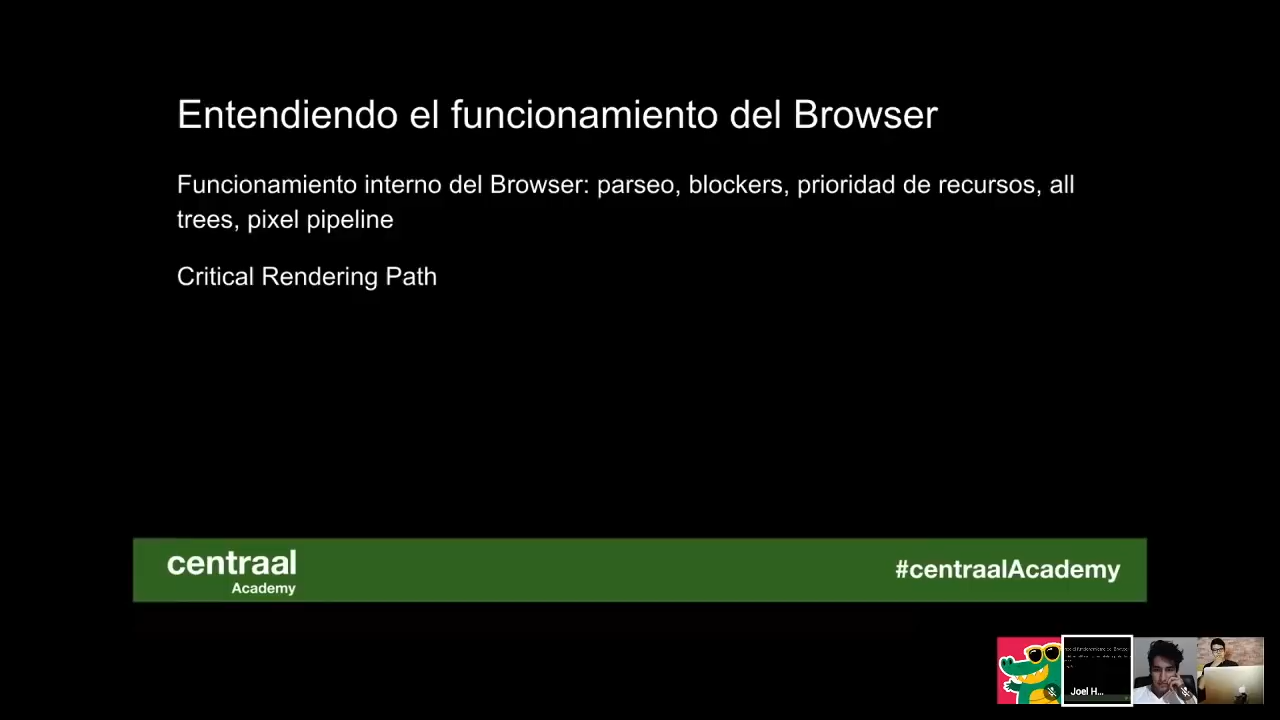 Entendiendo el funcionamiento del Browser
Funcionamiento interno del Browser: parseo, blockers, prioridad de recursos, all
trees, pixel pipeline
Critical Rendering Path
centraal
Academy
#centraalAcademy
Joel H...